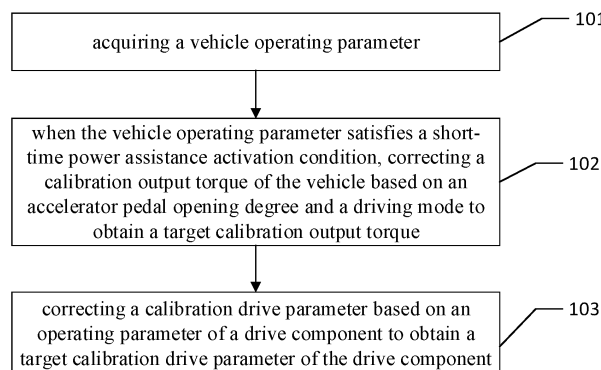 acquiring a vehicle operating parameter
101
when the vehicle operating parameter satisfies a short-
time power assistance activation condition, correcting a
calibration output torque of the vehicle based on an
accelerator pedal opening degree and a driving mode to
obtain a target calibration output torque
102
correcting a calibration drive parameter based on an
operating parameter of a drive component to obtain a
target calibration drive parameter of the drive component
103